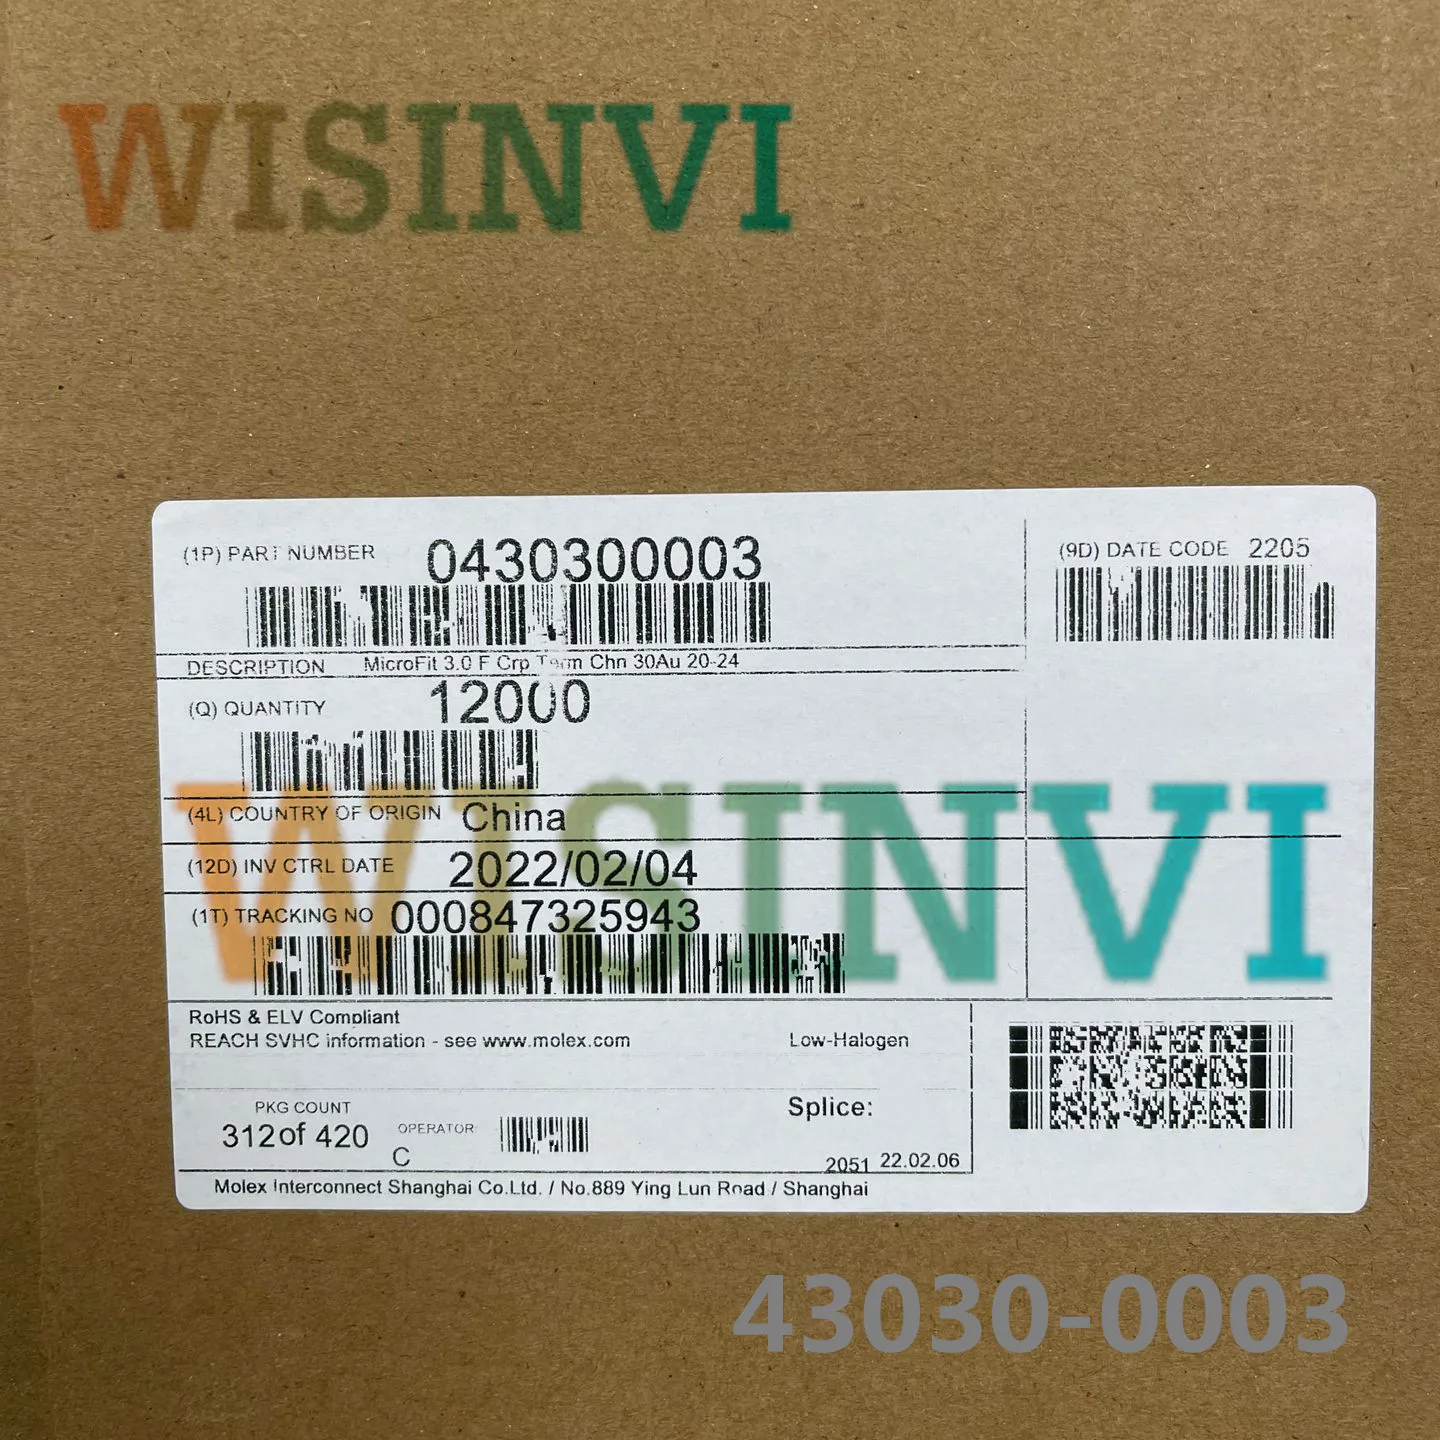 WISINVI
(1P) PART NUMBER 0430300003
(9D) DATE CODE 2205
DESCRIPTION MicroFit 3.0 F Crp Term Chn 30Au 20-24
(Q) QUANTITY 12000
WISINVI
(4L) COUNTRY OF ORIGIN China
(12D) INV CTRL DATE 2022/02/04
(1T) TRACKING NO 000847325943
RoHS & ELV Compliant
REACH SVHC information - see www.molex.com Low-Halogen
PKG COUNT
312of 420
OPERATOR
C
Splice:
2051 22.02.06
Molex Interconnect Shanghai Co.Ltd. / No.889 Ying Lun Road / Shanghai
43030-0003